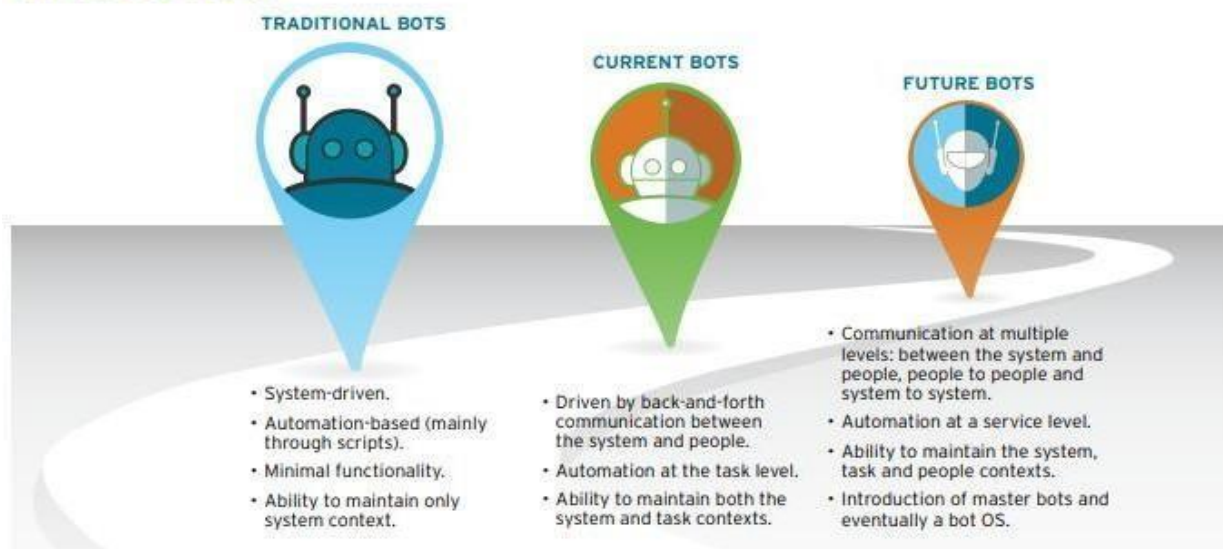 TRADITIONAL BOTS
• System-driven.
• Automation-based (mainly
through scripts).
• Minimal functionality.
• Ability to maintain only
system context.
CURRENT BOTS
• Driven by back-and-forth
communication between
the system and people.
• Automation at the task level.
• Ability to maintain both the
system and task contexts.
FUTURE BOTS
• Communication at multiple
levels: between the system and
people, people to people and
system to system.
• Automation at a service level.
• Ability to maintain the system,
task and people contexts.
• Introduction of master bots and
eventually a bot OS.